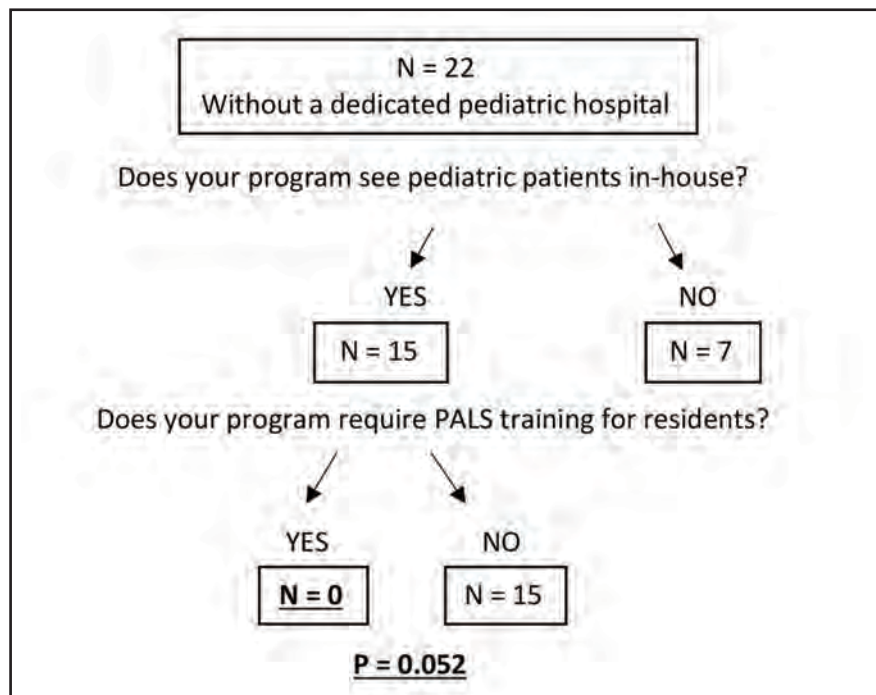 N = 22
Without a dedicated pediatric hospital
Does your program see pediatric patients in-house?
YES NO
N = 15 N = 7
Does your program require PALS training for residents?
YES NO
N = 0 N = 15
P = 0.052